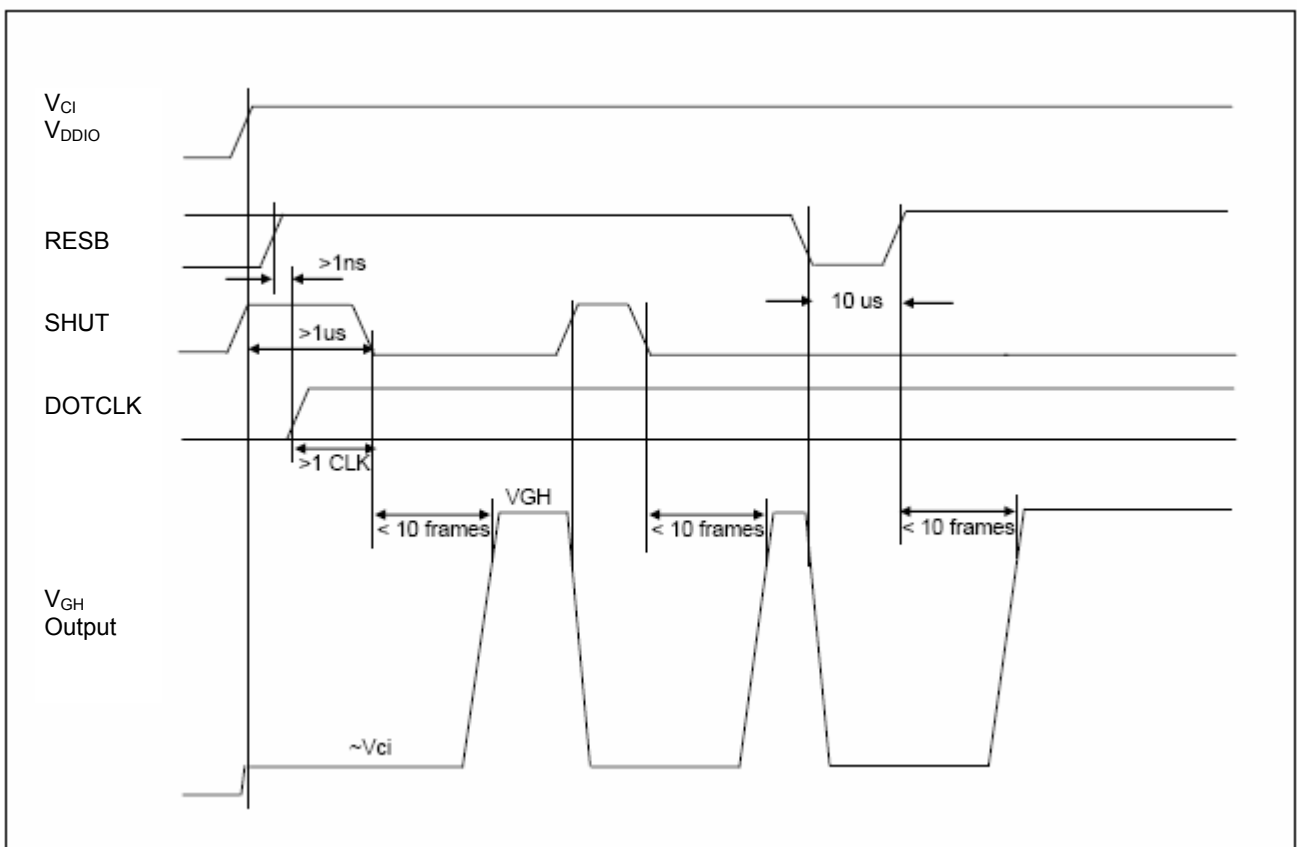 VCI
VDDIO
RESB
>1ns
10 us
SHUT
>1us
DOTCLK
>1 CLK
VGH
< 10 frames
< 10 frames
< 10 frames
VGH
Output
~Vci